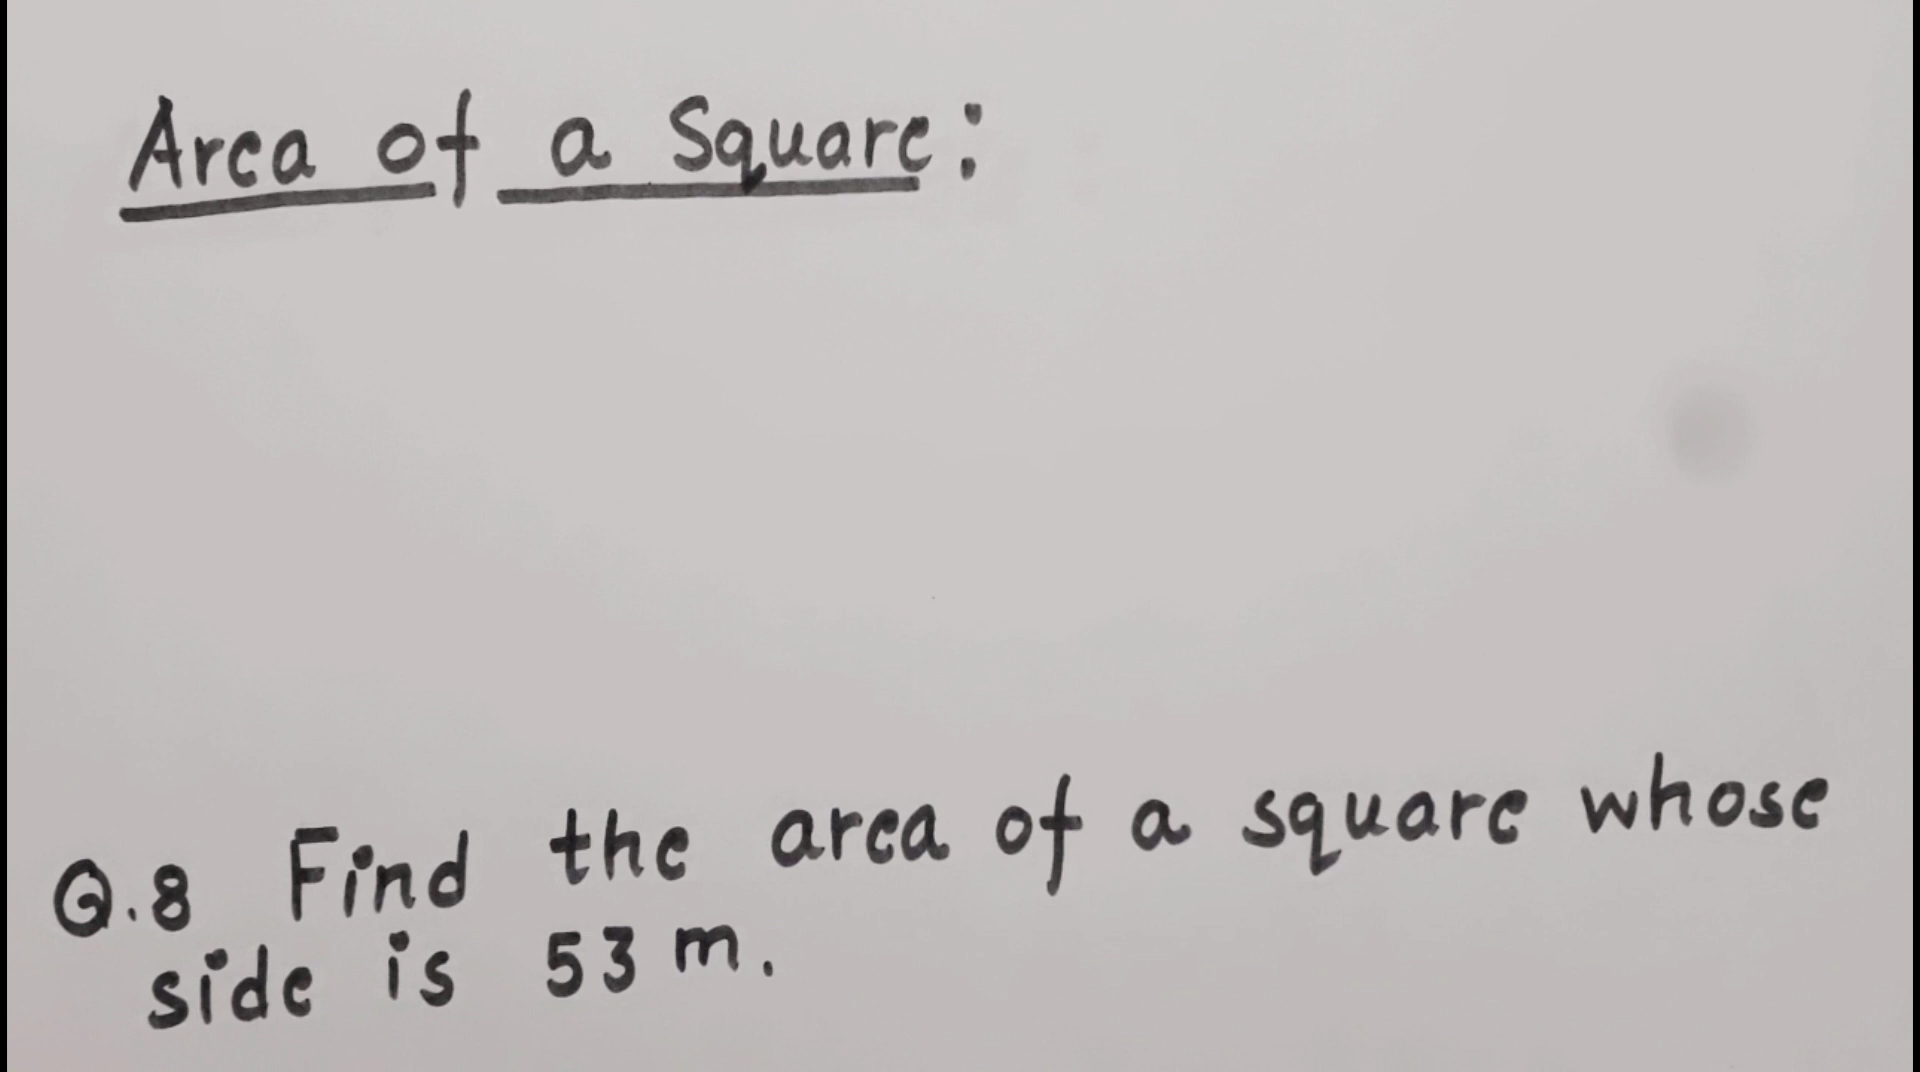 Area of a Square:
Q.8 Find the area of a square whose
side is 53 m.